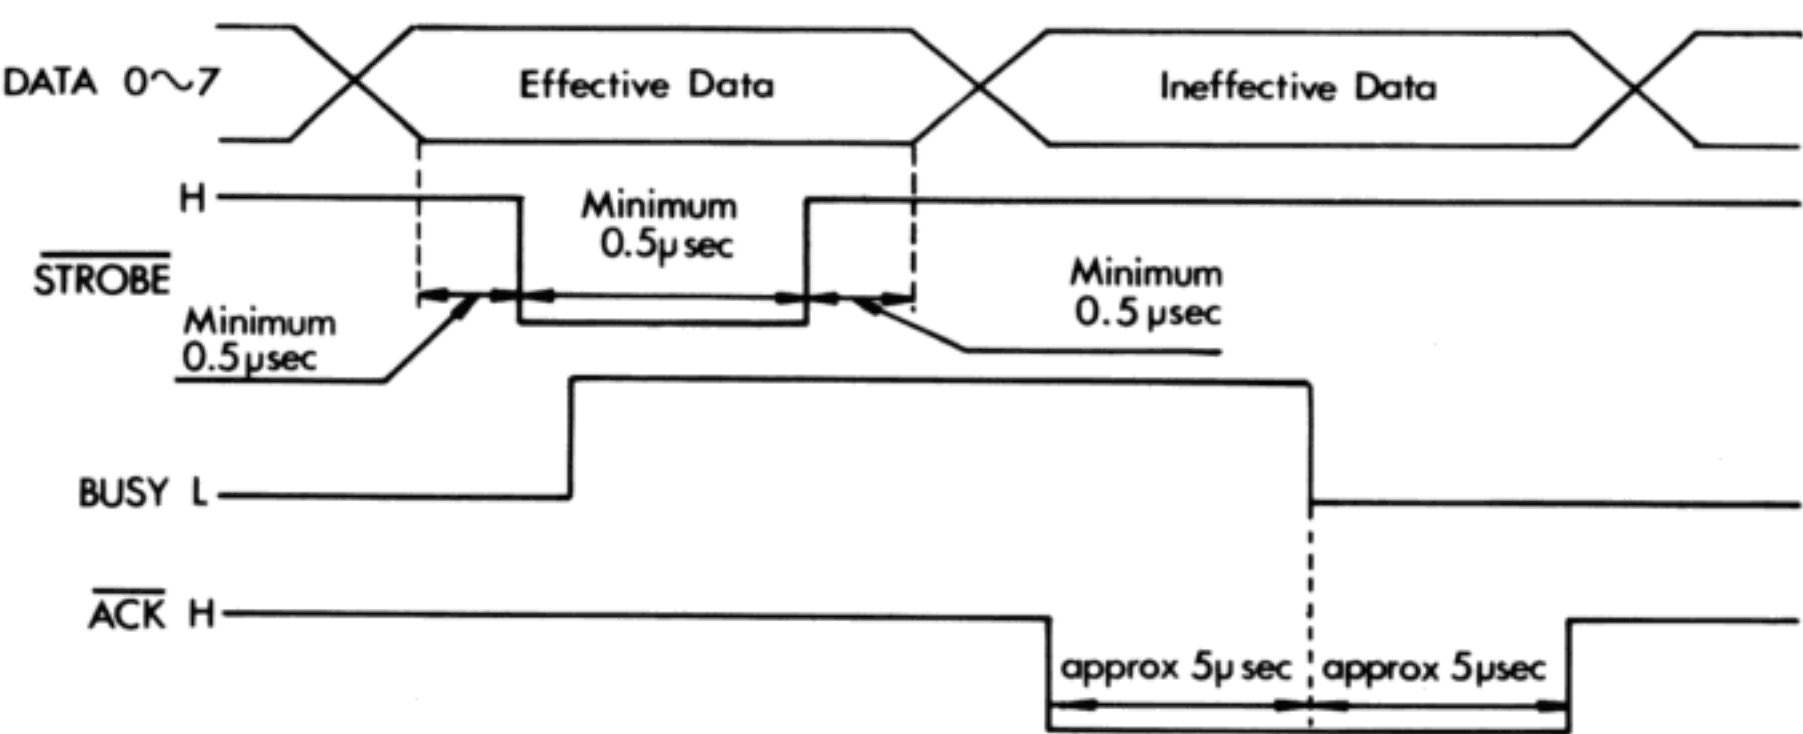 DATA 0～7
Effective Data
Ineffective Data
H
Minimum
0.5μ sec
STROBE
Minimum
0.5 μsec
Minimum
0.5μsec
BUSY L
ACK H
approx 5μ sec
approx 5μsec